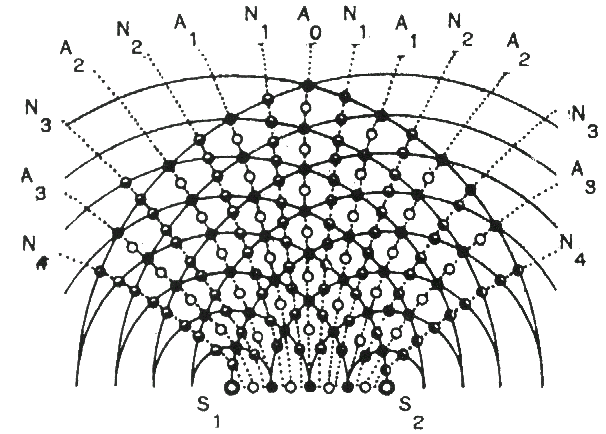 N1 A0 N1
A1 A1
N2 N2
A2 A2
N3 N3
A3 A3
N4 N4
S1 S2